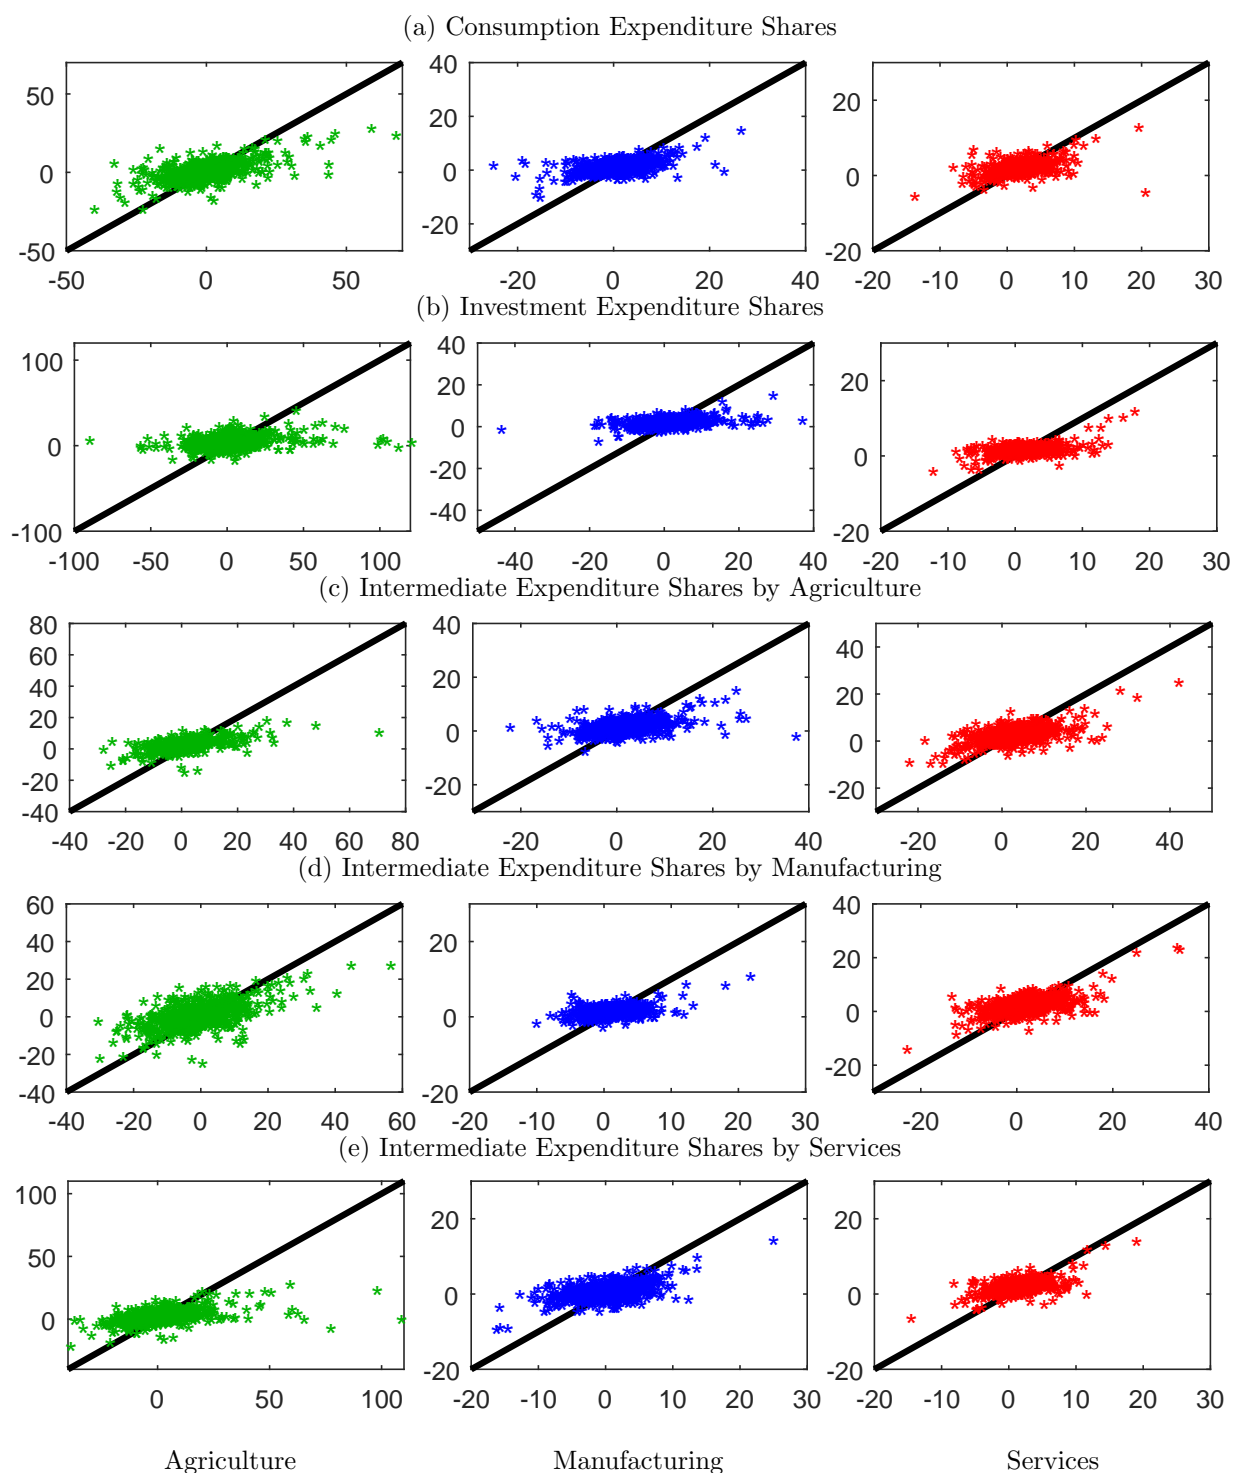 (a) Consumption Expenditure Shares
50
0
-50
-50 0 50
40
20
0
-20
-20 0 20 40
20
0
-20
-20 -10 0 10 20 30
(b) Investment Expenditure Shares
100
0
-100
-100 -50 0 50 100
40
20
0
-20
-40
-40 -20 0 20 40
20
0
-20
-20 -10 0 10 20 30
(c) Intermediate Expenditure Shares by Agriculture
80
60
40
20
0
-20
-40
-40 -20 0 20 40 60 80
40
20
0
-20
-20 0 20 40
40
20
0
-20
-20 0 20 40
(d) Intermediate Expenditure Shares by Manufacturing
60
40
20
0
-20
-40
-40 -20 0 20 40 60
20
0
-20
-20 -10 0 10 20 30
40
20
0
-20
-20 0 20 40
(e) Intermediate Expenditure Shares by Services
100
50
0
0 50 100
20
0
-20
-20 -10 0 10 20 30
20
0
-20
-20 -10 0 10 20 30
Agriculture Manufacturing Services